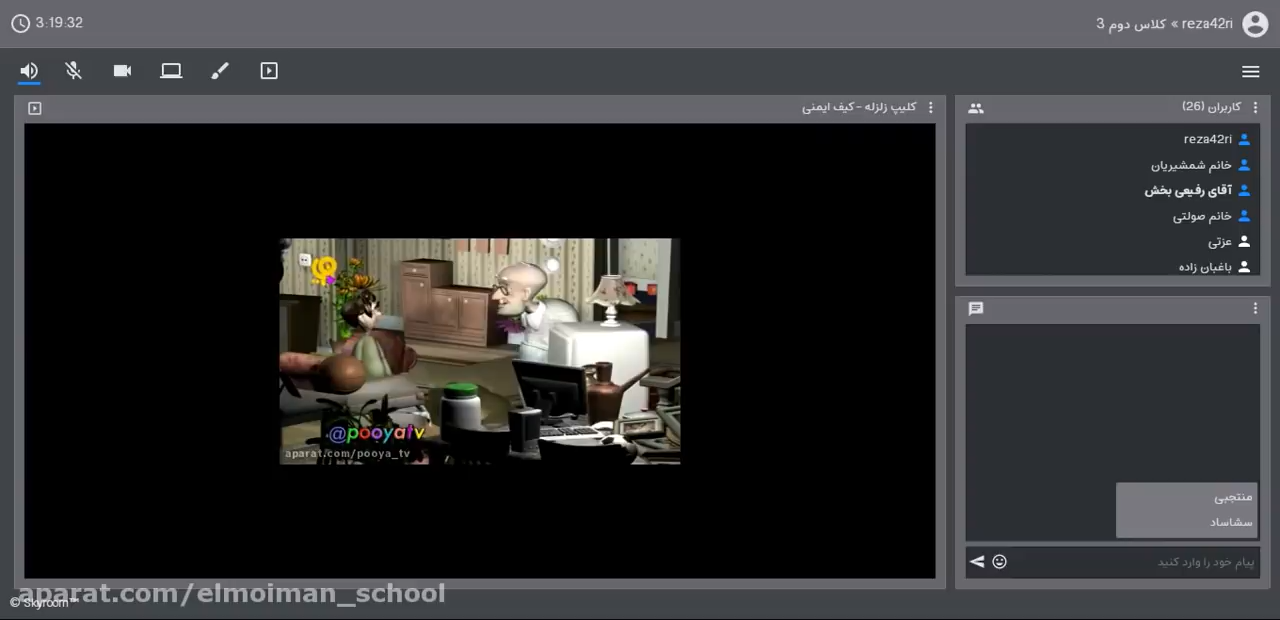 3:19:32
reza42ri » کلاس دوم 3
کلیپ زلزله - کیف ایمنی
کاربران (26)
reza42ri
خانم شمشیریان
آقای رفیعی بخش
خانم صولتی
عزتی
باغبان زاده
@pooyatv
aparat.com/pooya_tv
منتجبی
سشاساد
پیام خود را وارد کنید
aparat.com/elmoiman_school
© Skyroom™